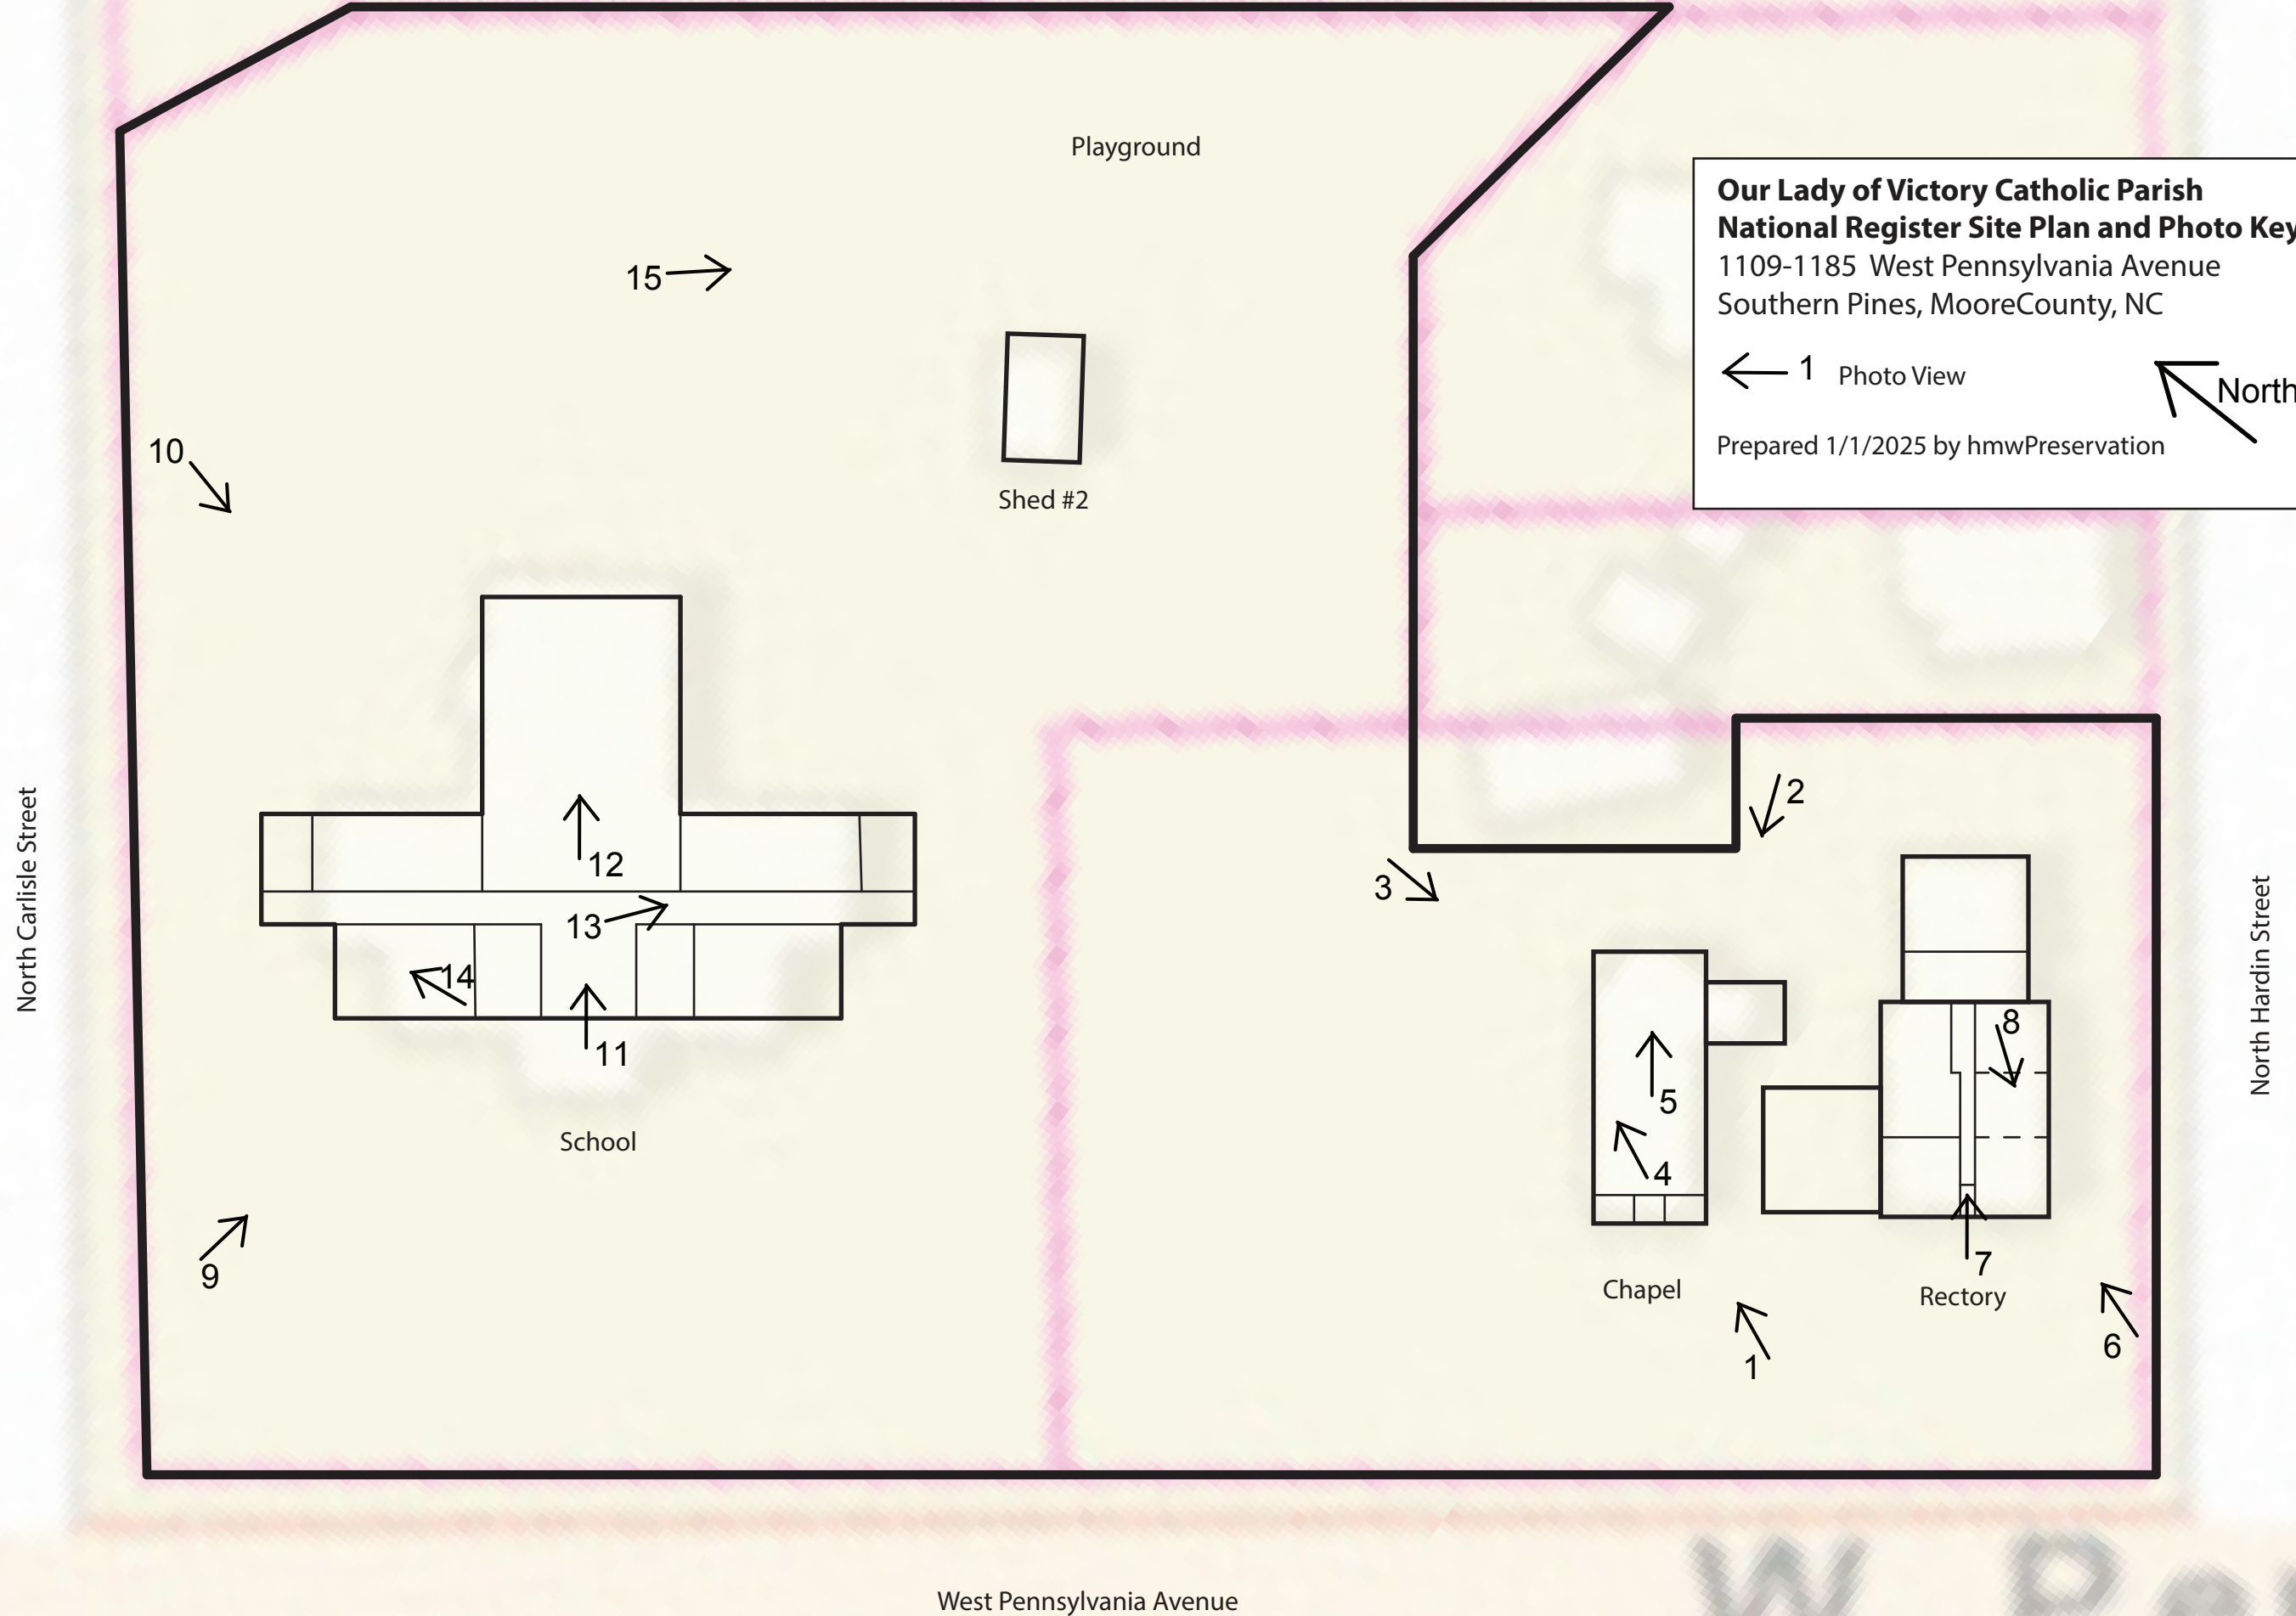 Playground
Our Lady of Victory Catholic Parish
National Register Site Plan and Photo Key
1109-1185 West Pennsylvania Avenue
Southern Pines, MooreCounty, NC
1 Photo View
North
Prepared 1/1/2025 by hmwPreservation
15
10
Shed #2
2
12
3
13
14
8
11
5
School
4
9
7
Chapel
Rectory
6
1
North Carlisle Street
North Hardin Street
W
West Pennsylvania Avenue